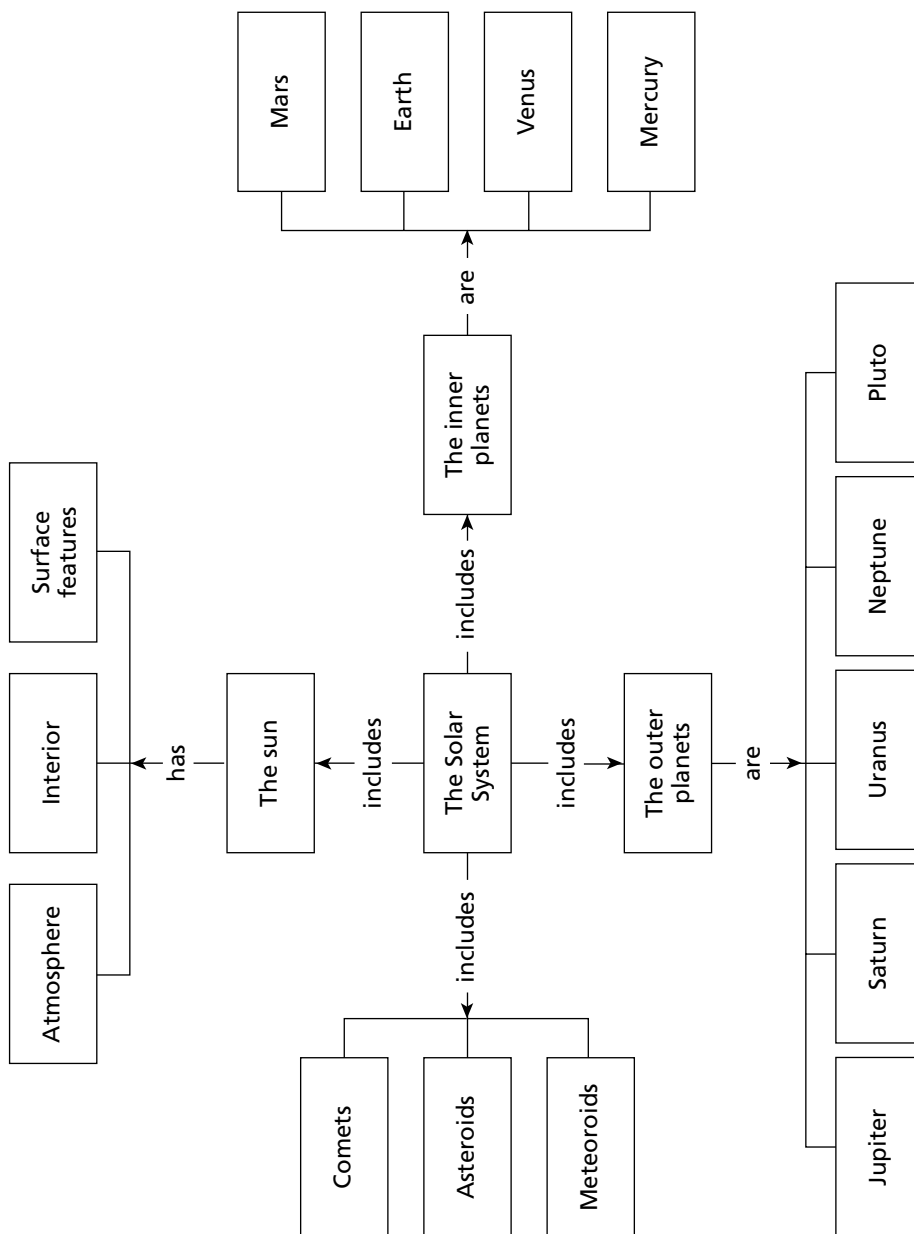 Mars
Earth
Venus
Mercury
are
The inner
planets
includes
Surface
features
Interior
Atmosphere
has
The sun
includes
The Solar
System
includes
The outer
planets
are
Pluto
Neptune
Uranus
Saturn
Jupiter
includes
Comets
Asteroids
Meteoroids